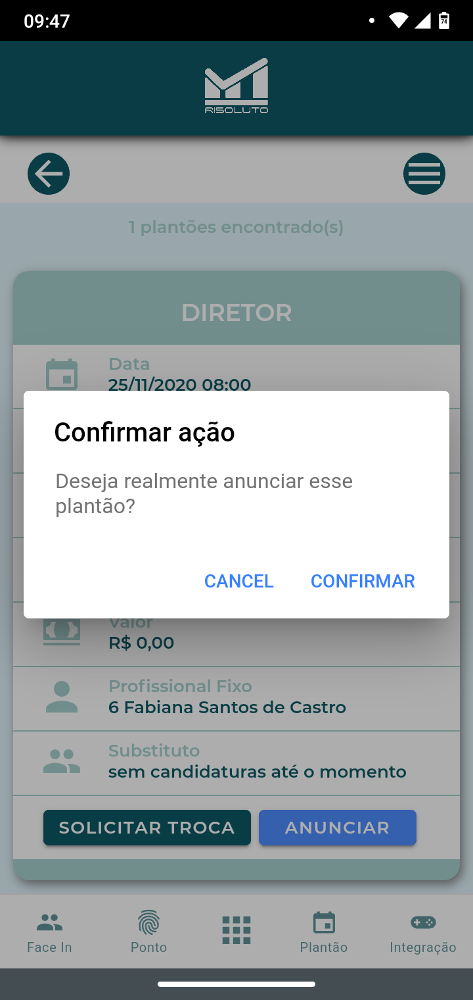 09:47
74
RISOLUTO
1 plantões encontrado(s)
DIRETOR
Data
25/11/2020 08:00
Confirmar ação
Deseja realmente anunciar esse
plantão?
CANCEL CONFIRMAR
Valor
R$ 0,00
Profissional Fixo
6 Fabiana Santos de Castro
Substituto
sem candidaturas até o momento
SOLICITAR TROCA ANUNCIAR
Face In Ponto Plantão Integração